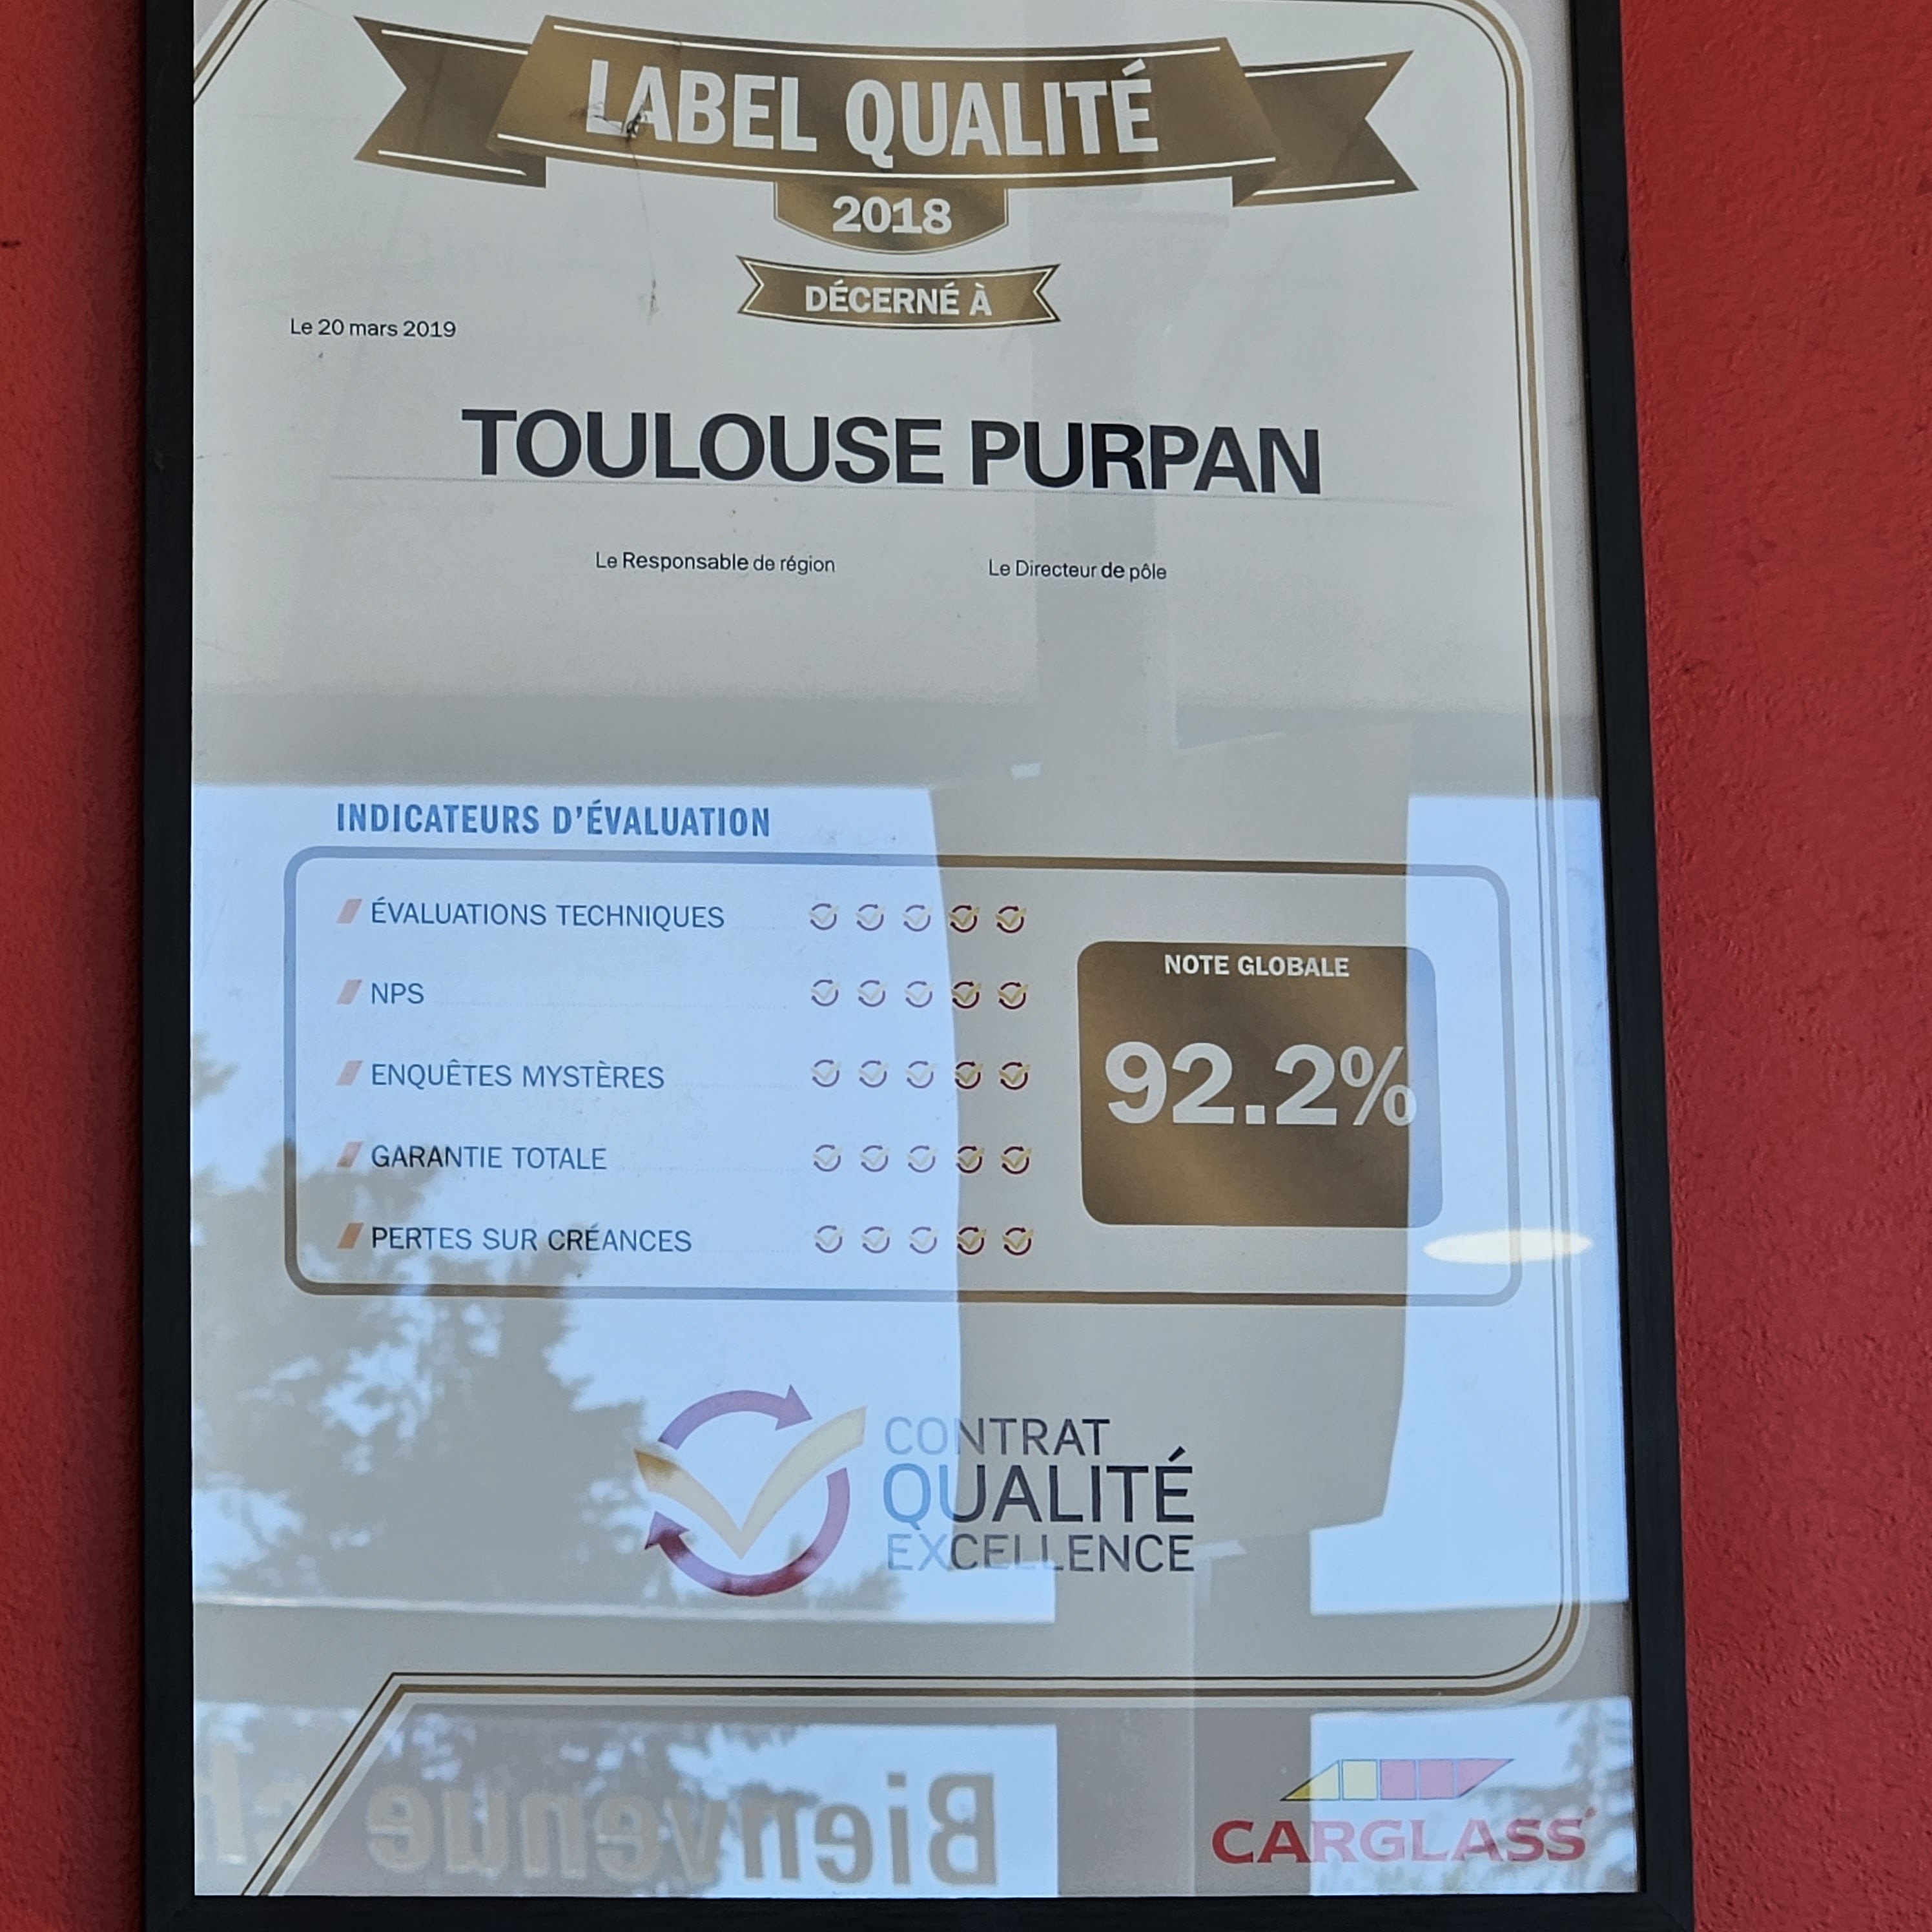 LABEL QUALITÉ
2018
DÉCERNÉ À
Le 20 mars 2019
TOULOUSE PURPAN
Le Responsable de région
Le Directeur de pôle
INDICATEURS D'ÉVALUATION
ÉVALUATIONS TECHNIQUES
NPS
ENQUÊTES MYSTÈRES
GARANTIE TOTALE
PERTES SUR CRÉANCES
NOTE GLOBALE
92.2%
CONTRAT
QUALITÉ
EXCELLENCE
Bienvenue
CARGLASS